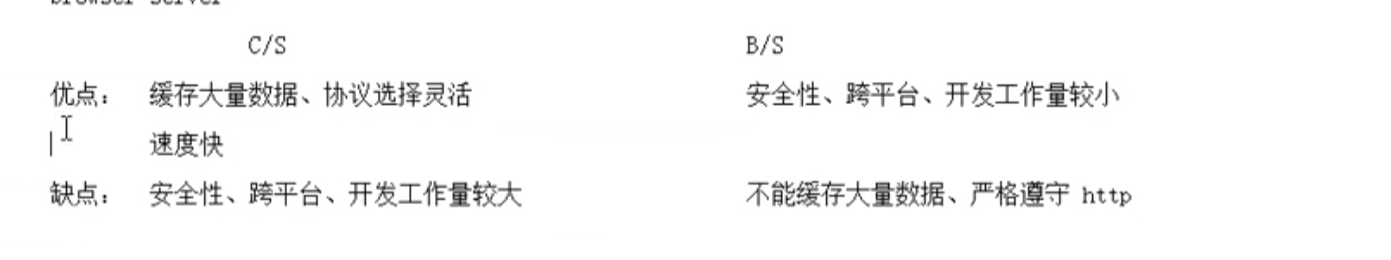 browser server
C/S B/S
优点： 缓存大量数据、协议选择灵活 安全性、跨平台、开发工作量较小
速度快
缺点： 安全性、跨平台、开发工作量较大 不能缓存大量数据、严格遵守 http